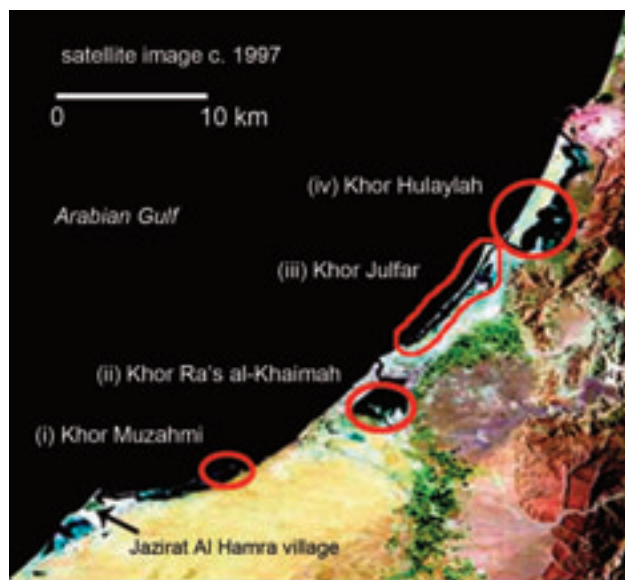 satellite image c. 1997
0 10 km
(iv) Khor Hulaylah
Arabian Gulf
(iii) Khor Julfar
(ii) Khor Ra's al-Khaimah
(i) Khor Muzahmi
Jazirat Al Hamra village